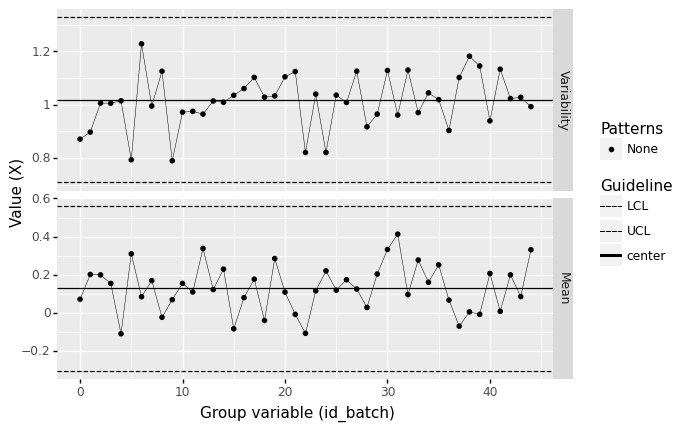 1.2
1
0.8
Variability
0.6
0.4
0.2
0
−0.2
Mean
0
10
20
30
40
Value (X)
Group variable (id_batch)
Patterns
None
Guideline
LCL
UCL
center